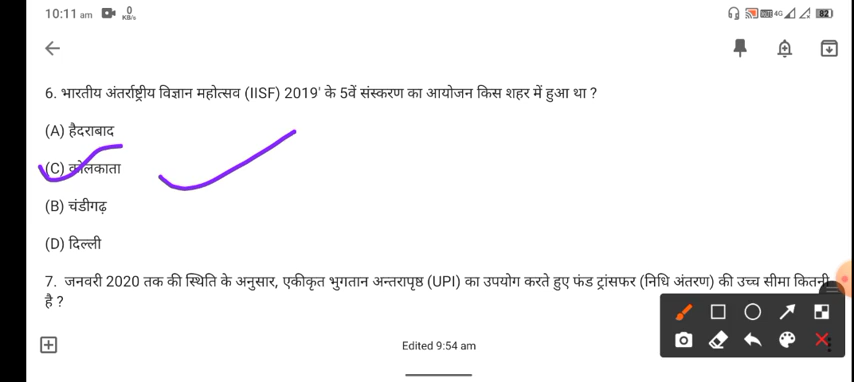 10:11 am 0 KB/s 4G 82
6. भारतीय अंतर्राष्ट्रीय विज्ञान महोत्सव (IISF) 2019' के 5वें संस्करण का आयोजन किस शहर में हुआ था ?
(A) हैदराबाद
(C) कोलकाता
(B) चंडीगढ़
(D) दिल्ली
7. जनवरी 2020 तक की स्थिति के अनुसार, एकीकृत भुगतान अन्तरापृष्ठ (UPI) का उपयोग करते हुए फंड ट्रांसफर (निधि अंतरण) की उच्च सीमा कितनी
है ?
Edited 9:54 am